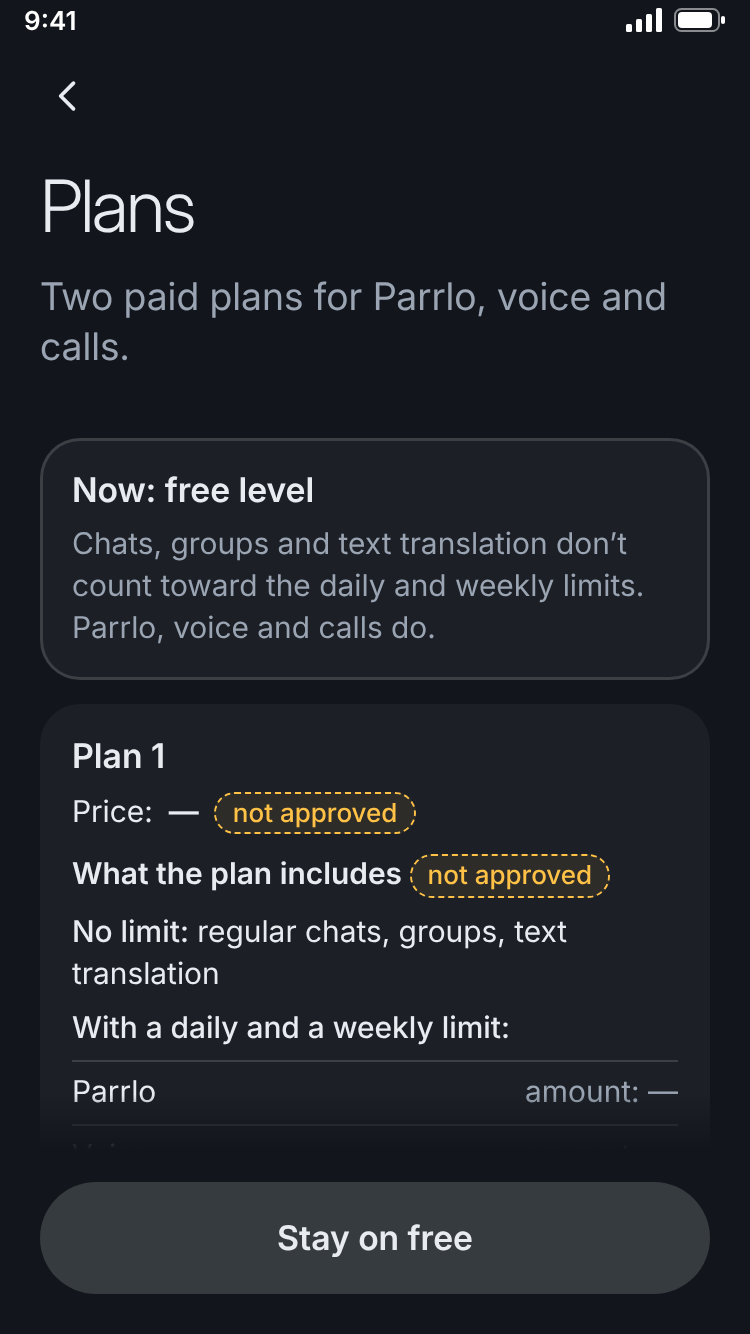 9:41
Plans
Two paid plans for Parrlo, voice and
calls.
Now: free level
Chats, groups and text translation don’t
count toward the daily and weekly limits.
Parrlo, voice and calls do.
Plan 1
Price: — not approved
What the plan includes not approved
No limit: regular chats, groups, text
translation
With a daily and a weekly limit:
Parrlo amount: —
Stay on free